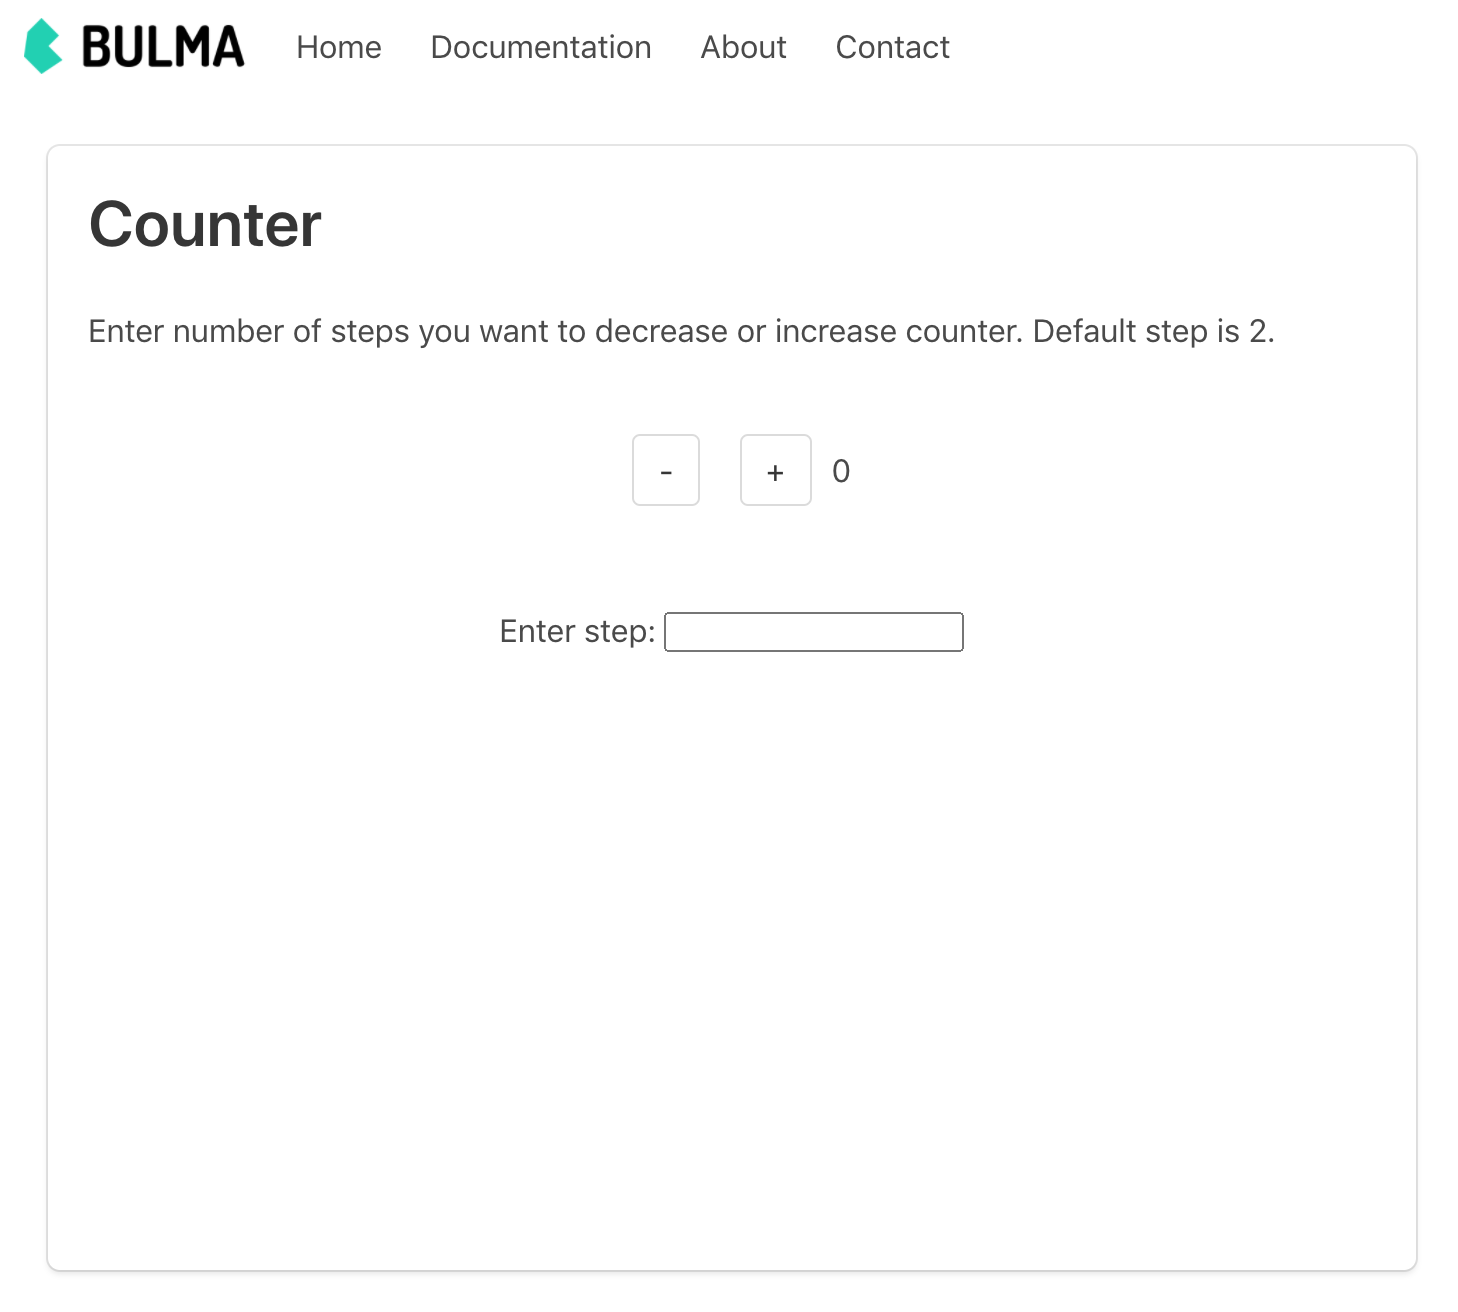 BULMA Home Documentation About Contact
Counter
Enter number of steps you want to decrease or increase counter. Default step is 2.
- + 0
Enter step: